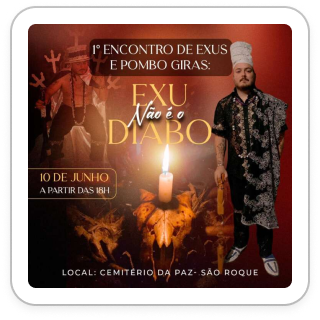 1º ENCONTRO DE EXUS
E POMBO GIRAS:
EXU
Não é o
DIABO
10 DE JUNHO
A PARTIR DAS 18H
LOCAL: CEMITÉRIO DA PAZ- SÃO ROQUE